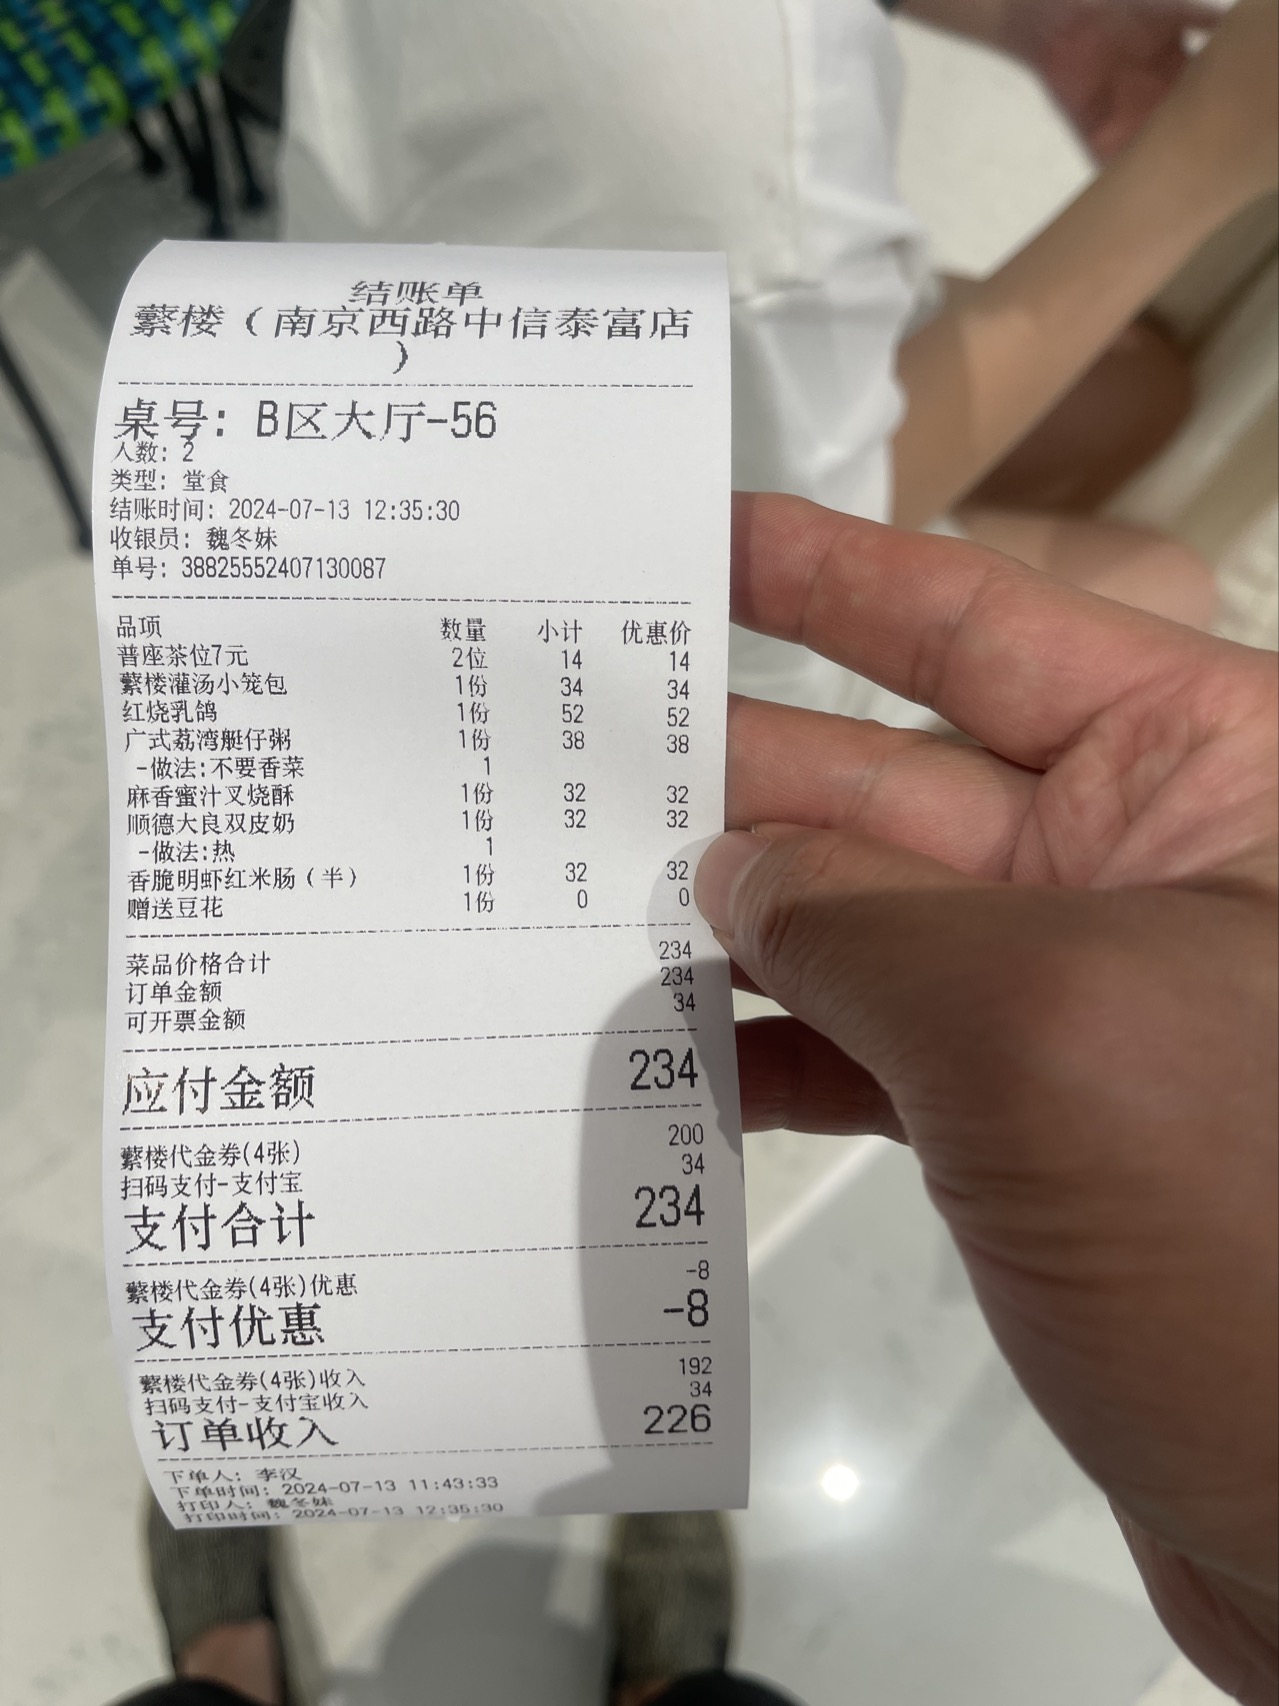 结账单
蘩楼（南京西路中信泰富店
）
桌号: B区大厅-56
人数: 2
类型: 堂食
结账时间: 2024-07-13 12:35:30
收银员: 魏冬妹
单号: 38825552407130087
品项 数量 小计 优惠价
普座茶位7元 2位 14 14
蘩楼灌汤小笼包 1份 34 34
红烧乳鸽 1份 52 52
广式荔湾艇仔粥 1份 38 38
-做法:不要香菜 1
麻香蜜汁叉烧酥 1份 32 32
顺德大良双皮奶 1份 32 32
-做法:热 1
香脆明虾红米肠（半） 1份 32 32
赠送豆花 1份 0 0
菜品价格合计 234
订单金额 234
可开票金额 34
应付金额 234
蘩楼代金券(4张) 200
扫码支付-支付宝 34
支付合计 234
蘩楼代金券(4张)优惠 -8
支付优惠 -8
蘩楼代金券(4张)收入 192
扫码支付-支付宝收入 34
订单收入 226
下单人: 李汉
下单时间: 2024-07-13 11:43:33
打印人: 魏冬妹
打印时间: 2024-07-13 12:35:30